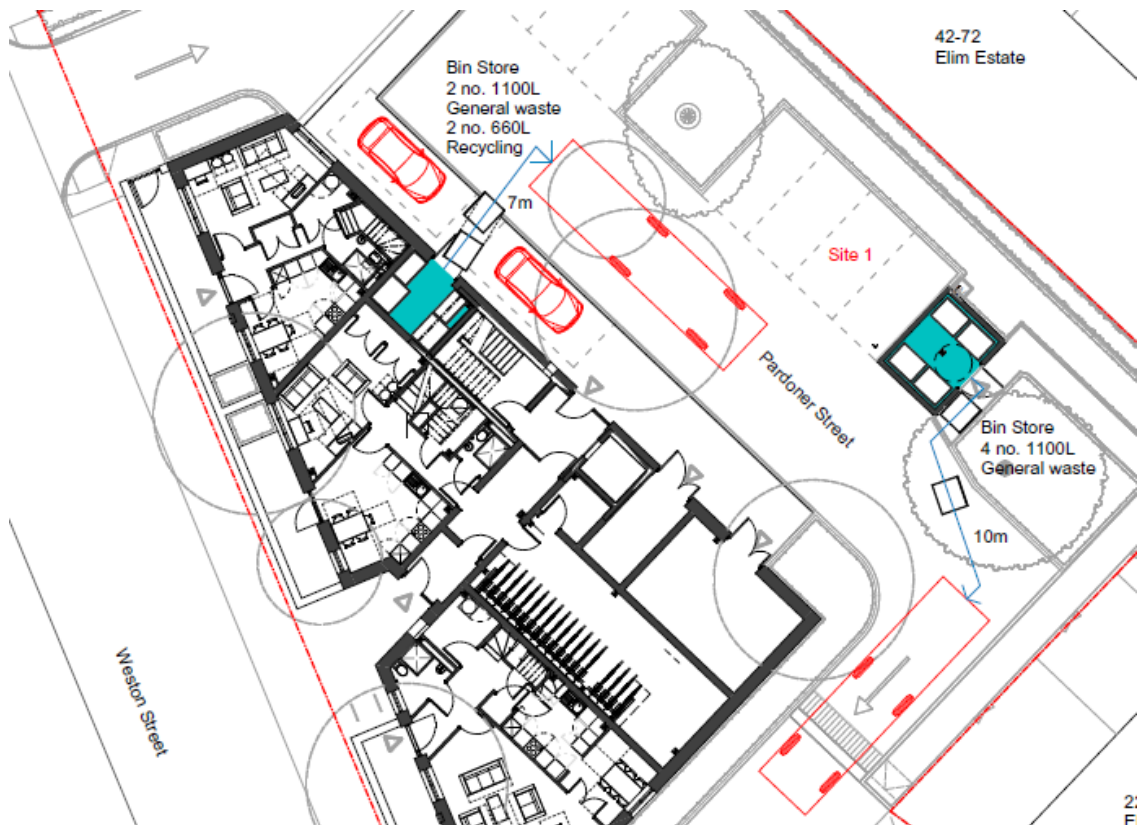 42-72
Elim Estate
Bin Store
2 no. 1100L
General waste
2 no. 660L
Recycling
7m
Site 1
Pardoner Street
Bin Store
4 no. 1100L
General waste
10m
Weston Street